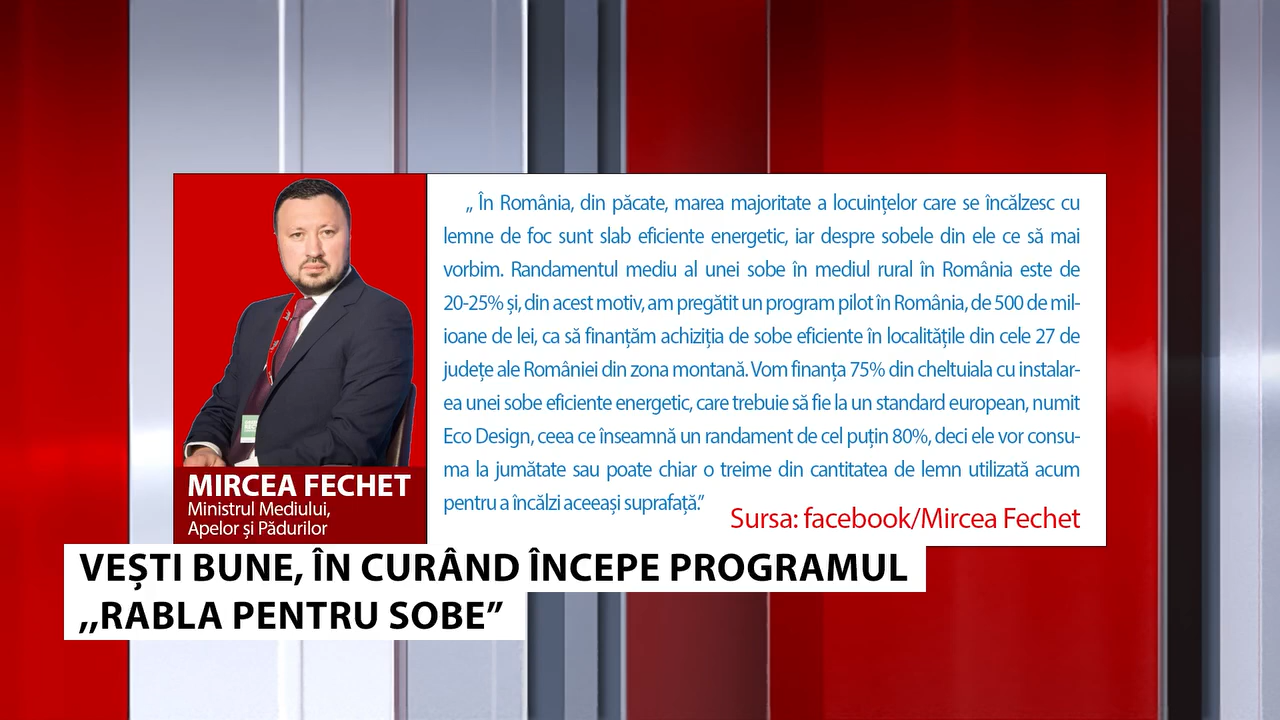 „ În România, din păcate, marea majoritate a locuințelor care se încălzesc cu
lemne de foc sunt slab eficiente energetic, iar despre sobele din ele ce să mai
vorbim. Randamentul mediu al unei sobe în mediul rural în România este de
20-25% și, din acest motiv, am pregătit un program pilot în România, de 500 de mil-
ioane de lei, ca să finanțăm achiziția de sobe eficiente în localitățile din cele 27 de
județe ale României din zona montană. Vom finanța 75% din cheltuiala cu instalar-
ea unei sobe eficiente energetic, care trebuie să fie la un standard european, numit
Eco Design, ceea ce înseamnă un randament de cel puțin 80%, deci ele vor consu-
ma la jumătate sau poate chiar o treime din cantitatea de lemn utilizată acum
pentru a încălzi aceeași suprafață.”
Sursa: facebook/Mircea Fechet
MIRCEA FECHET
Ministrul Mediului,
Apelor și Pădurilor
VEȘTI BUNE, ÎN CURÂND ÎNCEPE PROGRAMUL
,,RABLA PENTRU SOBE”